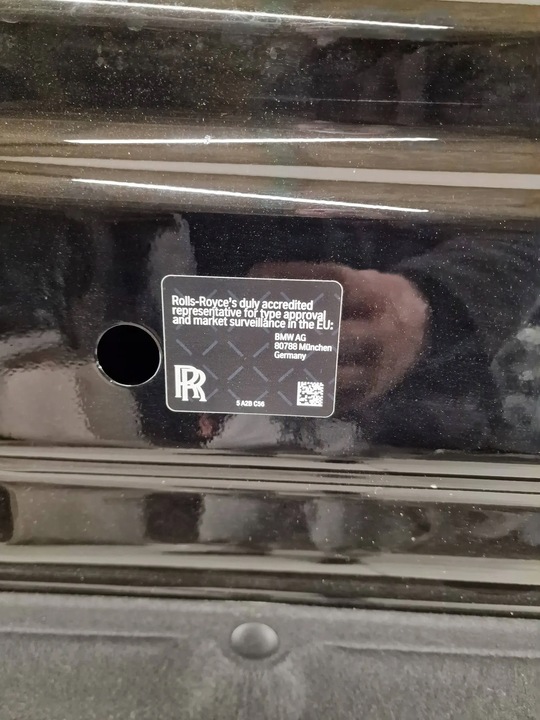 Rolls-Royce's duly accredited
representative for type approval
and market surveillance in the EU:
BMW AG
80788 München
Germany
RR
5 A2B C56